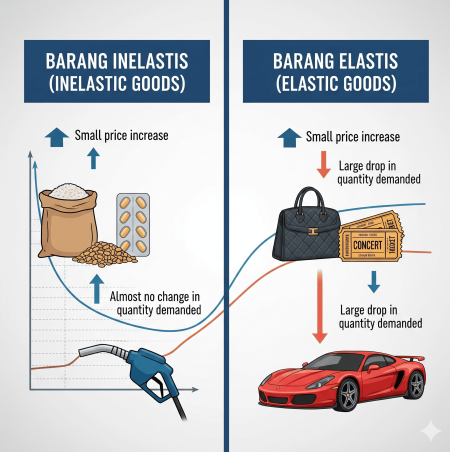 BARANG INELASTIS
(INELASTIC GOODS)
Small price increase
Almost no change in
quantity demanded
BARANG ELASTIS
(ELASTIC GOODS)
Small price increase
Large drop in
quantity demanded
CONCERT
Large drop in
quantity demanded